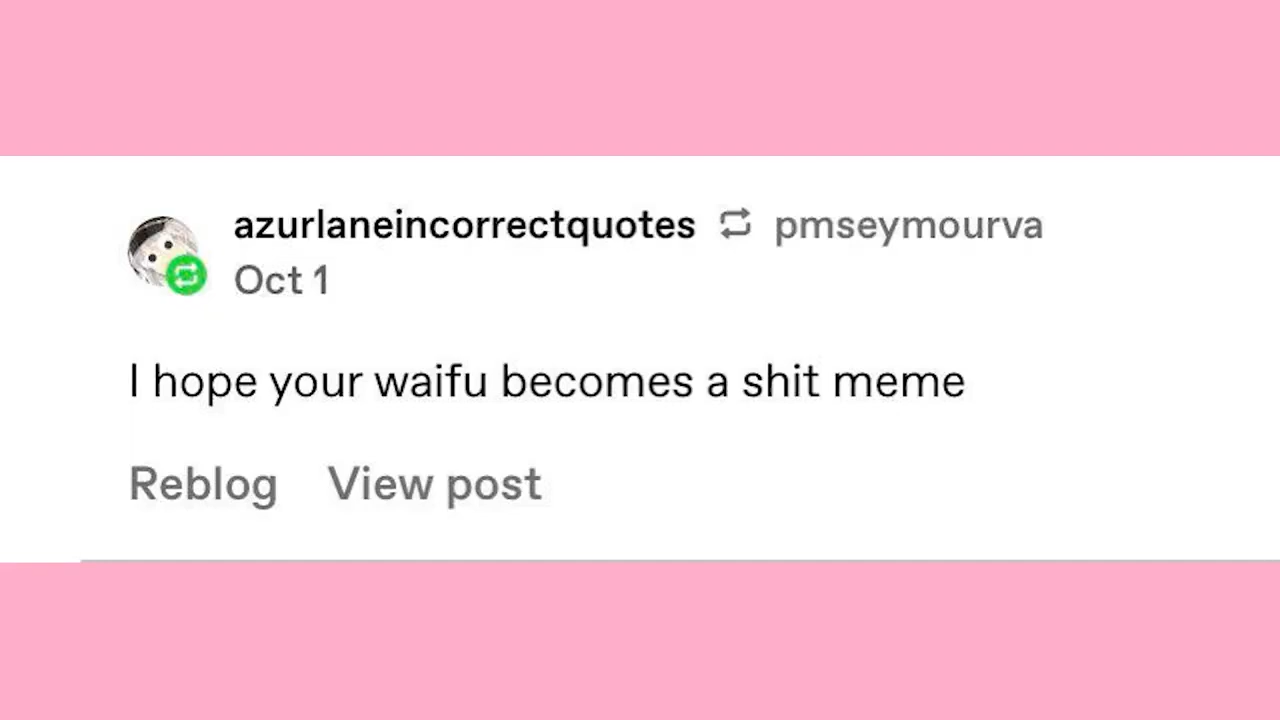 azurlaneincorrectquotes pmseymourva
Oct 1
I hope your waifu becomes a shit meme
Reblog View post